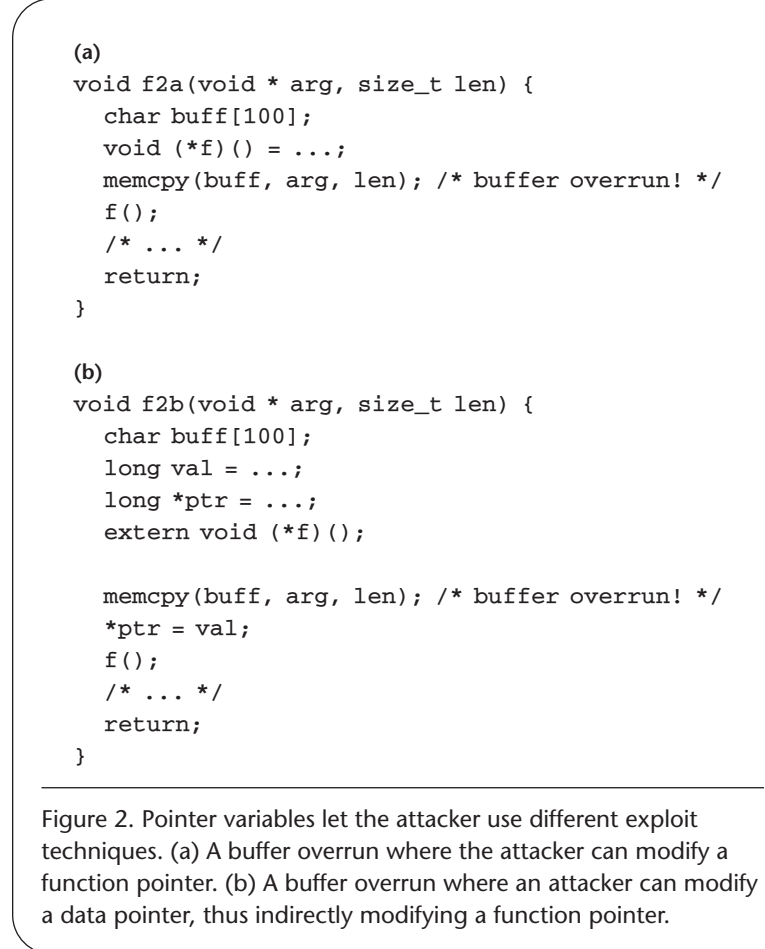 (a)
void f2a(void * arg, size_t len) {
char buff[100];
void (*f)() = ...;
memcpy(buff, arg, len); /* buffer overrun! */
f();
/* ... */
return;
}
(b)
void f2b(void * arg, size_t len) {
char buff[100];
long val = ...;
long *ptr = ...;
extern void (*f)();
memcpy(buff, arg, len); /* buffer overrun! */
*ptr = val;
f();
/* ... */
return;
}
Figure 2. Pointer variables let the attacker use different exploit
techniques. (a) A buffer overrun where the attacker can modify a
function pointer. (b) A buffer overrun where an attacker can modify
a data pointer, thus indirectly modifying a function pointer.